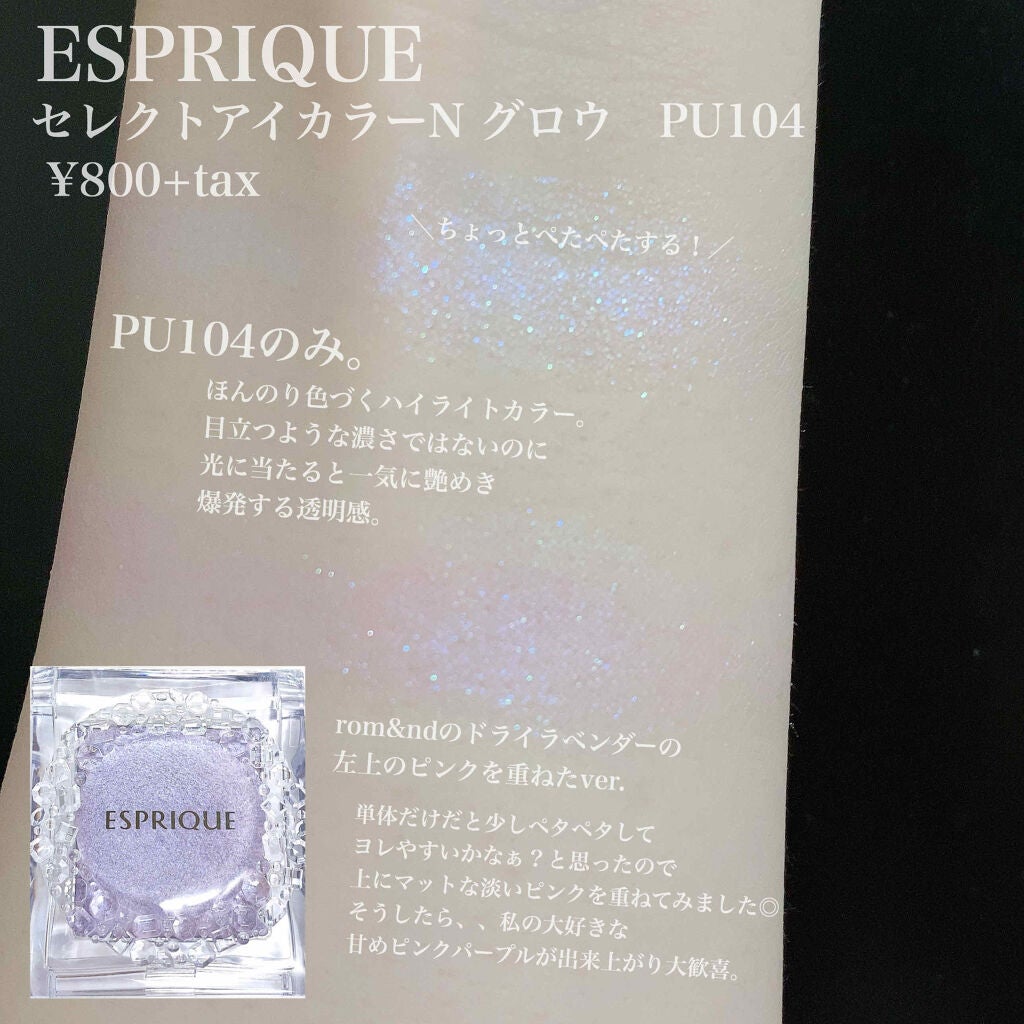 ESPRIQUE
セレクトアイカラーN グロウ　PU104
¥800+tax
＼ちょっとぺたぺたする！／
PU104のみ。
ほんのり色づくハイライトカラー。
目立つような濃さではないのに
光に当たると一気に艶めき
爆発する透明感。
rom&ndのドライラベンダーの
左上のピンクを重ねたver.
単体だけだと少しペタペタして
ヨレやすいかなぁ？と思ったので
上にマットな淡いピンクを重ねてみました◎
そうしたら、、私の大好きな
甘めピンクパープルが出来上がり大歓喜。
ESPRIQUE